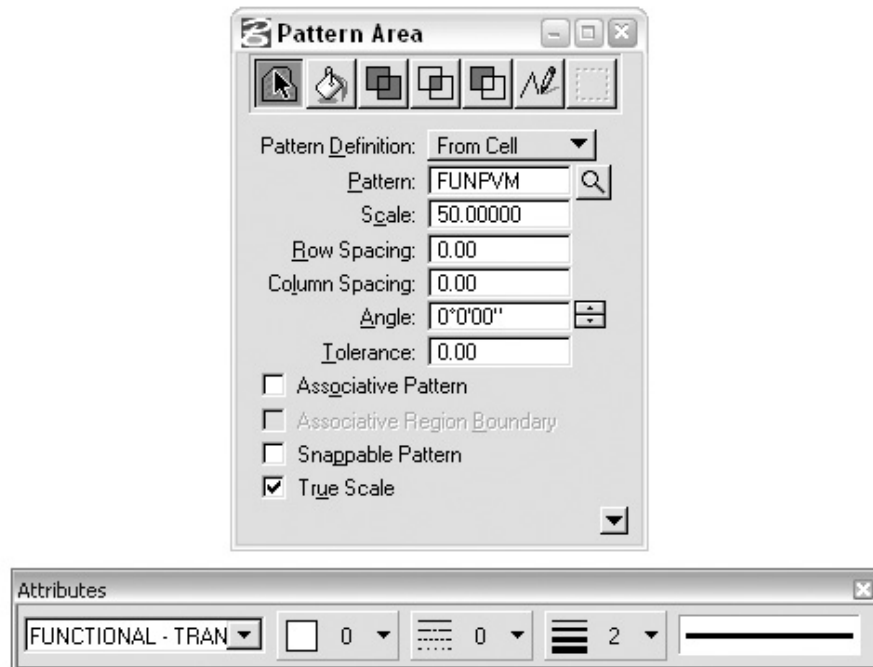 Pattern Area
Pattern Definition: From Cell
Pattern: FUNPVM
Scale: 50.00000
Row Spacing: 0.00
Column Spacing: 0.00
Angle: 0°0'00"
Tolerance: 0.00
Associative Pattern
Associative Region Boundary
Snappable Pattern
True Scale
Attributes
FUNCTIONAL - TRAN 0 0 2